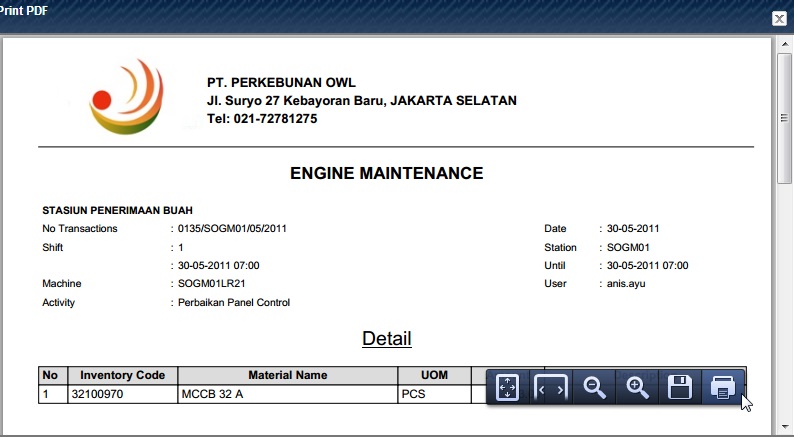 Print PDF
PT. PERKEBUNAN OWL
Jl. Suryo 27 Kebayoran Baru, JAKARTA SELATAN
Tel: 021-72781275
ENGINE MAINTENANCE
STASIUN PENERIMAAN BUAH
No Transactions : 0135/SOGM01/05/2011 Date : 30-05-2011
Shift : 1 Station : SOGM01
: 30-05-2011 07:00 Until : 30-05-2011 07:00
Machine : SOGM01LR21 User : anis.ayu
Activity : Perbaikan Panel Control
Detail
No Inventory Code Material Name UOM
1 32100970 MCCB 32 A PCS